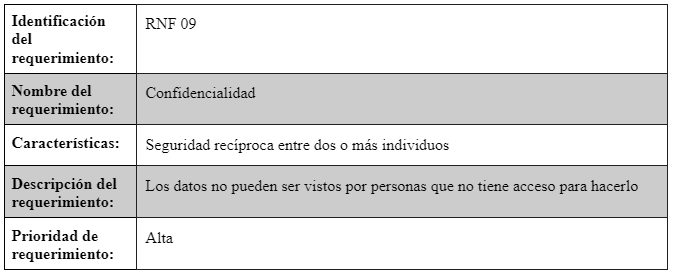 Identificación
del
requerimiento:
RNF 09
Nombre del
requerimiento:
Confidencialidad
Características:
Seguridad recíproca entre dos o más individuos
Descripción del
requerimiento:
Los datos no pueden ser vistos por personas que no tiene acceso para hacerlo
Prioridad de
requerimiento:
Alta